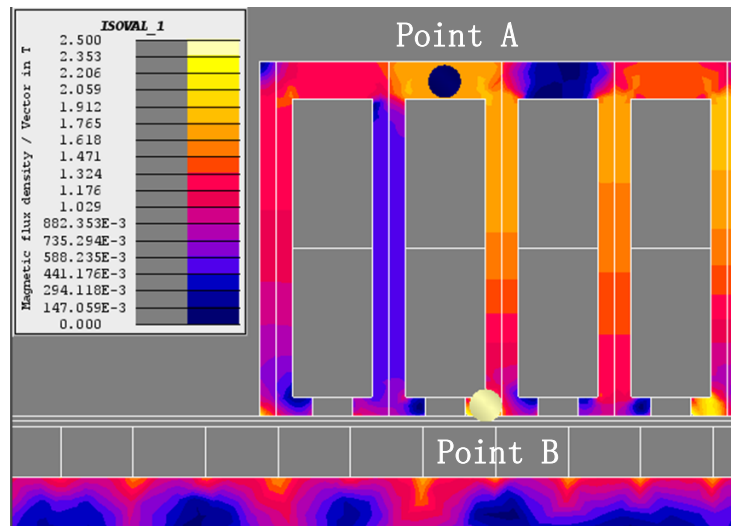 Point A
ISOVAL_1
Magnetic flux density / Vector in T
2.500
2.353
2.206
2.059
1.912
1.765
1.618
1.471
1.324
1.176
1.029
882.353E-3
735.294E-3
588.235E-3
441.176E-3
294.118E-3
147.059E-3
0.000
Point B